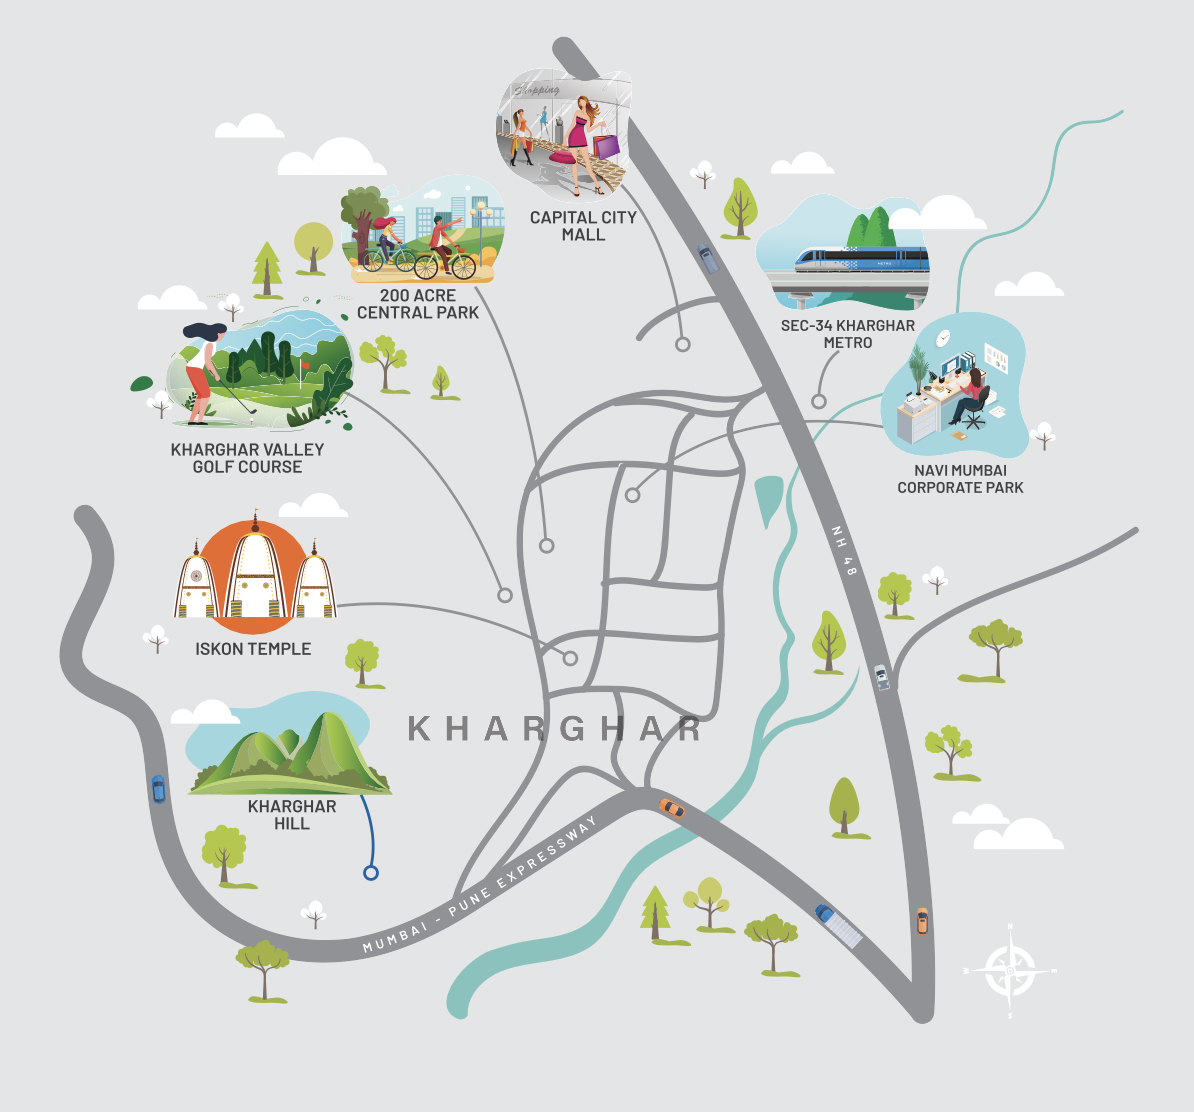 Shopping
CAPITAL CITY
MALL
200 ACRE
CENTRAL PARK
METRO
SEC-34 KHARGHAR
METRO
KHARGHAR VALLEY
GOLF COURSE
NAVI MUMBAI
CORPORATE PARK
NH 48
ISKON TEMPLE
KHARGHAR
KHARGHAR
HILL
MUMBAI - PUNE EXPRESSWAY
N
S